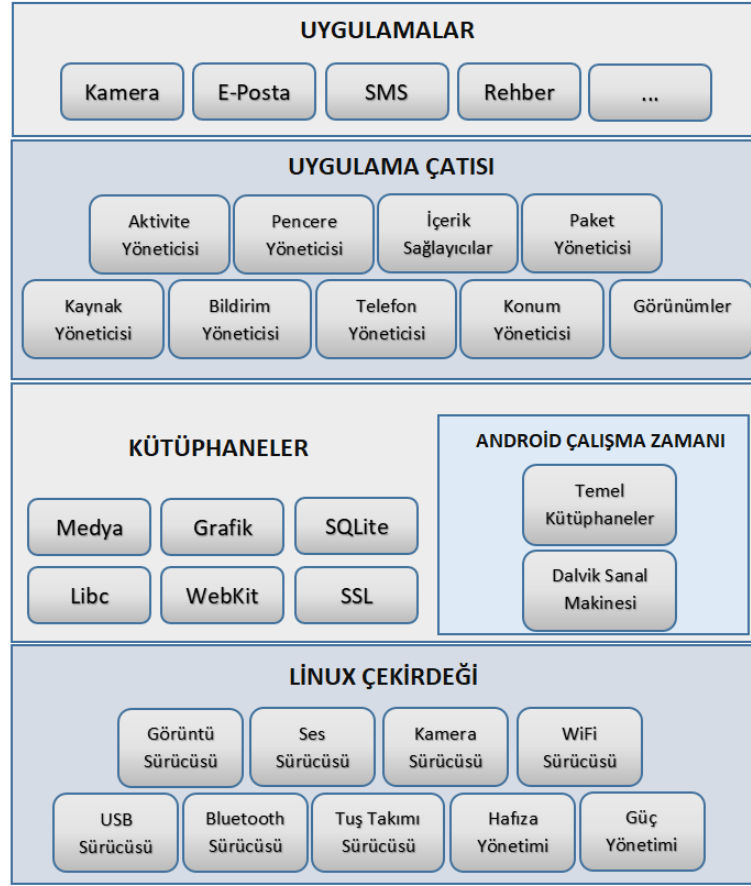 UYGULAMALAR
Kamera
E-Posta
SMS
Rehber
...
UYGULAMA ÇATISI
Aktivite
Yöneticisi
Pencere
Yöneticisi
İçerik
Sağlayıcılar
Paket
Yöneticisi
Kaynak
Yöneticisi
Bildirim
Yöneticisi
Telefon
Yöneticisi
Konum
Yöneticisi
Görünümler
KÜTÜPHANELER
Medya
Grafik
SQLite
Libc
WebKit
SSL
ANDROİD ÇALIŞMA ZAMANI
Temel
Kütüphaneler
Dalvik Sanal
Makinesi
LİNUX ÇEKİRDEĞİ
Görüntü
Sürücüsü
Ses
Sürücüsü
Kamera
Sürücüsü
WiFi
Sürücüsü
USB
Sürücüsü
Bluetooth
Sürücüsü
Tuş Takımı
Sürücüsü
Hafıza
Yönetimi
Güç
Yönetimi